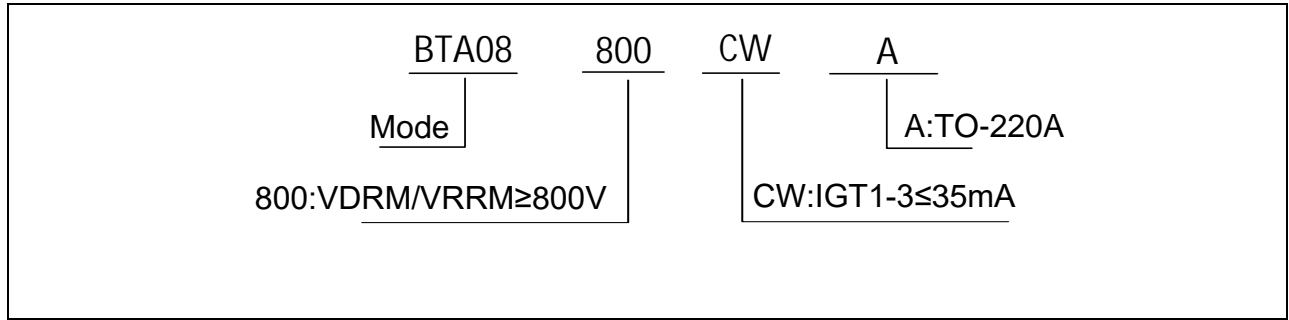 BTA08 800 CW A
Mode A:TO-220A
800:VDRM/VRRM≥800V CW:IGT1-3≤35mA